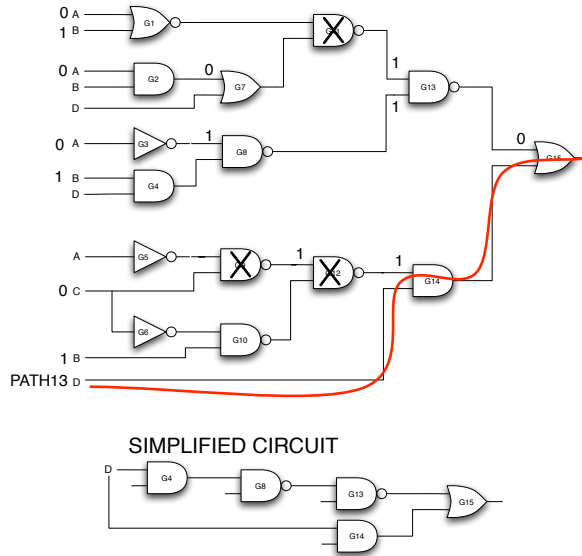 0 A
G1
1 B
0 A
G2
0
B
G7
D
1
G13
1
0
G15
0 A
G3
1
G8
1 B
G4
D
A
G5
1
1
G14
0 C
G6
G10
1 B
PATH13 D
SIMPLIFIED CIRCUIT
D
G4
G8
G13
G15
G14